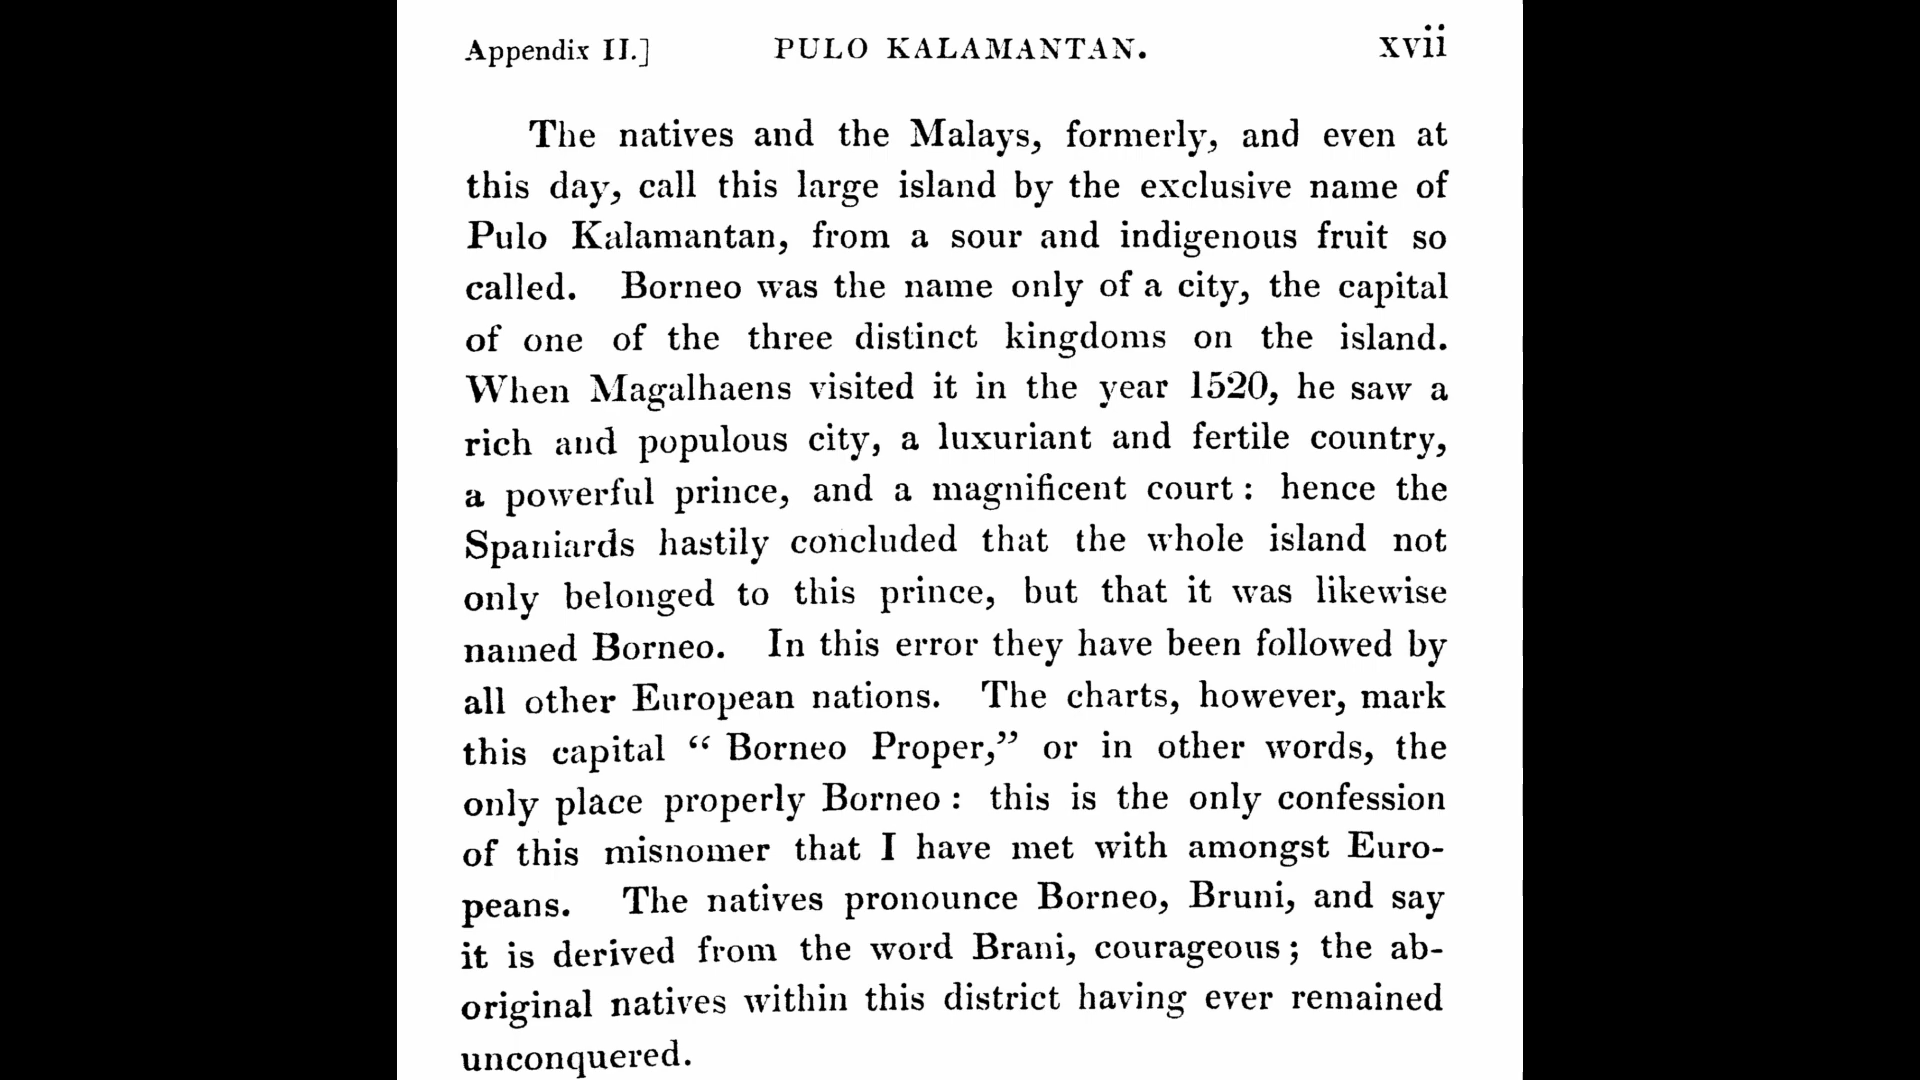 Appendix II.] PULO KALAMANTAN. xvii
The natives and the Malays, formerly, and even at
this day, call this large island by the exclusive name of
Pulo Kalamantan, from a sour and indigenous fruit so
called. Borneo was the name only of a city, the capital
of one of the three distinct kingdoms on the island.
When Magalhaens visited it in the year 1520, he saw a
rich and populous city, a luxuriant and fertile country,
a powerful prince, and a magnificent court : hence the
Spaniards hastily concluded that the whole island not
only belonged to this prince, but that it was likewise
named Borneo. In this error they have been followed by
all other European nations. The charts, however, mark
this capital “ Borneo Proper,” or in other words, the
only place properly Borneo : this is the only confession
of this misnomer that I have met with amongst Euro-
peans. The natives pronounce Borneo, Bruni, and say
it is derived from the word Brani, courageous ; the ab-
original natives within this district having ever remained
unconquered.